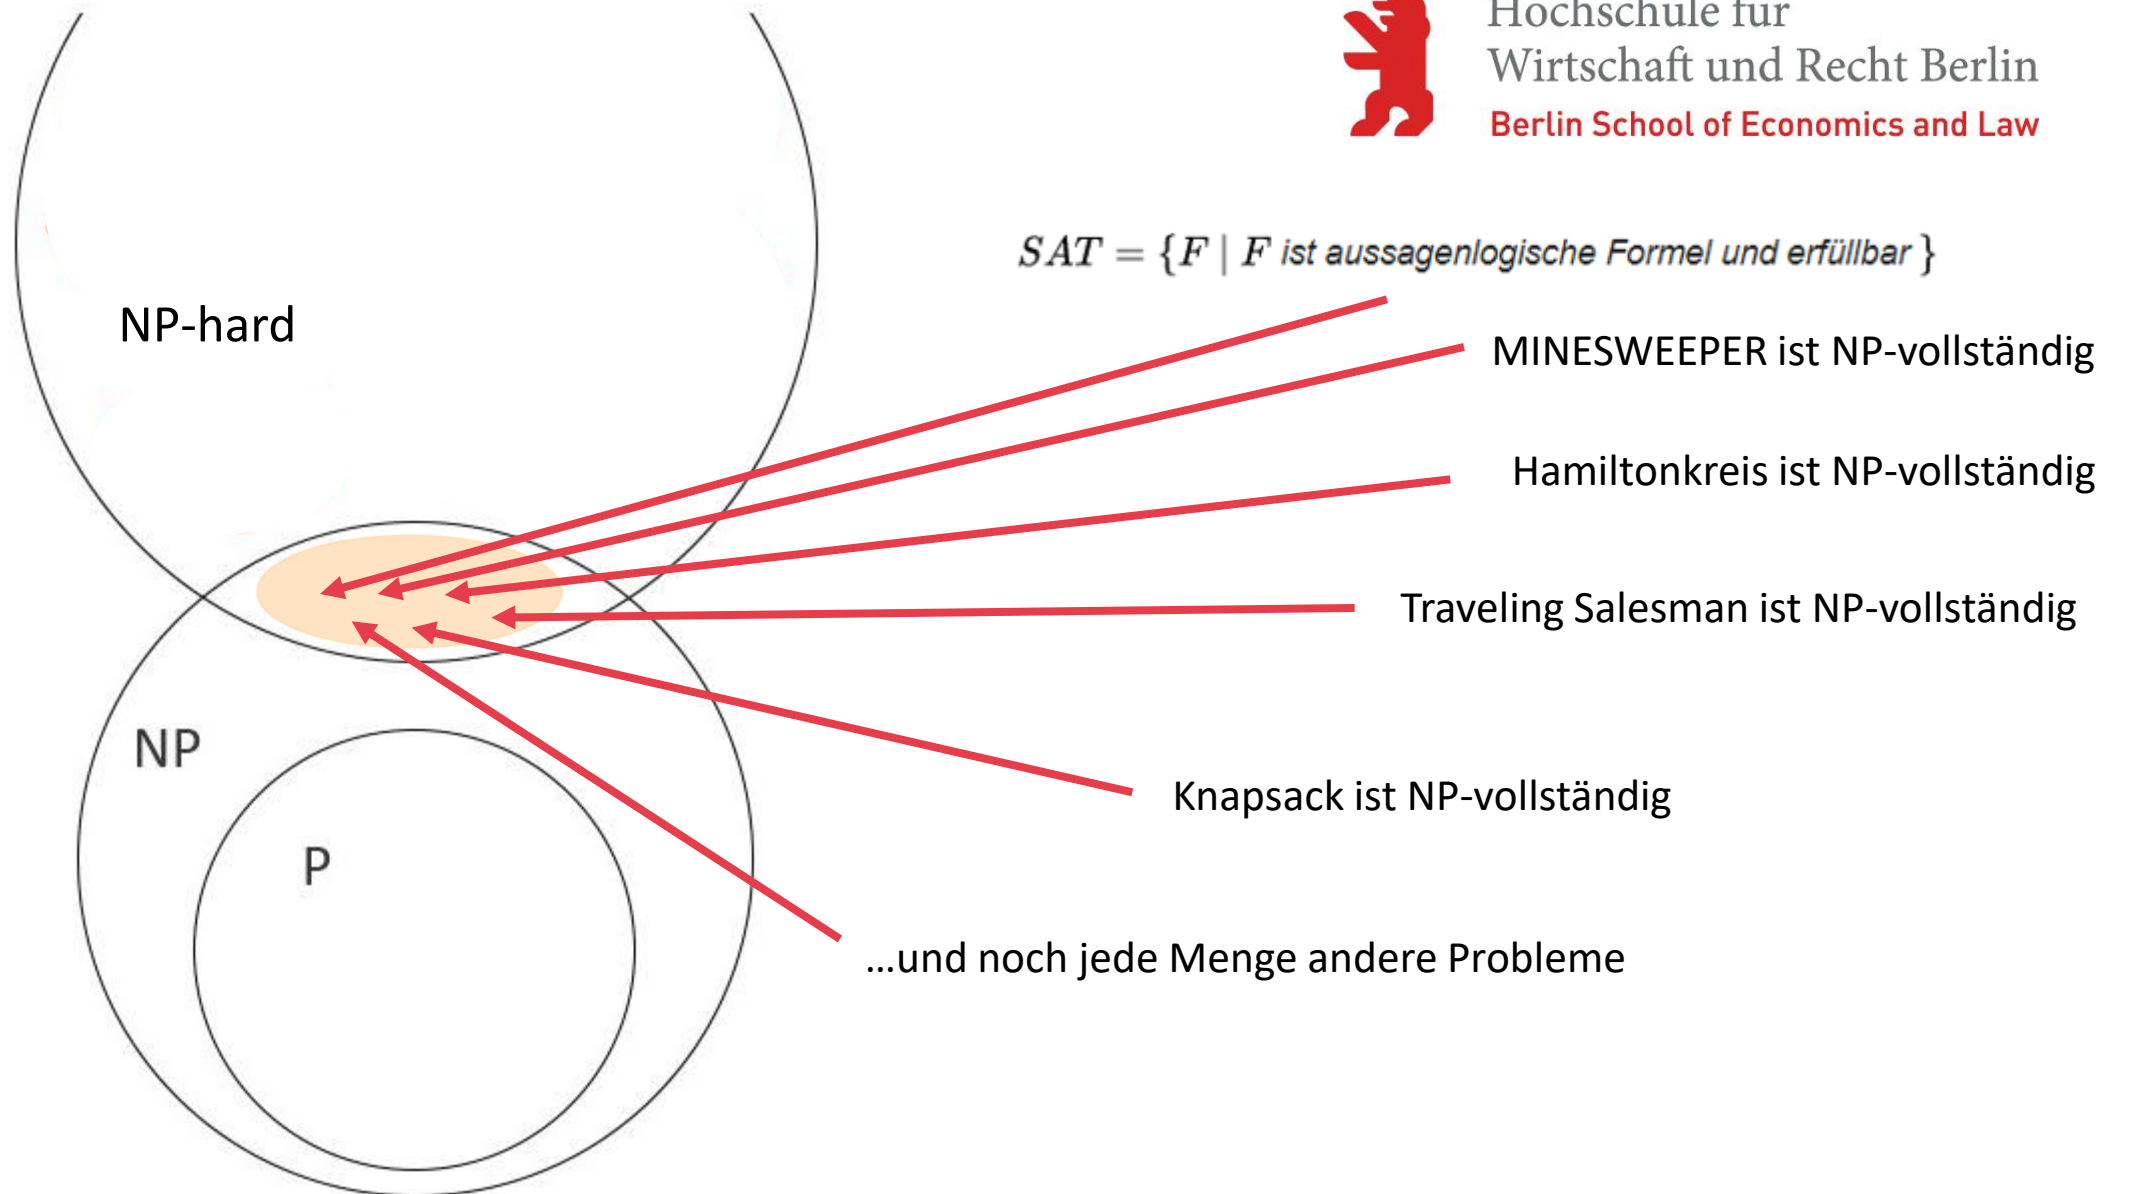 Hochschule für
Wirtschaft und Recht Berlin
Berlin School of Economics and Law
SAT = {F | F ist aussagenlogische Formel und erfüllbar }
NP-hard
MINESWEEPER ist NP-vollständig
Hamiltonkreis ist NP-vollständig
Traveling Salesman ist NP-vollständig
NP
Knapsack ist NP-vollständig
P
...und noch jede Menge andere Probleme